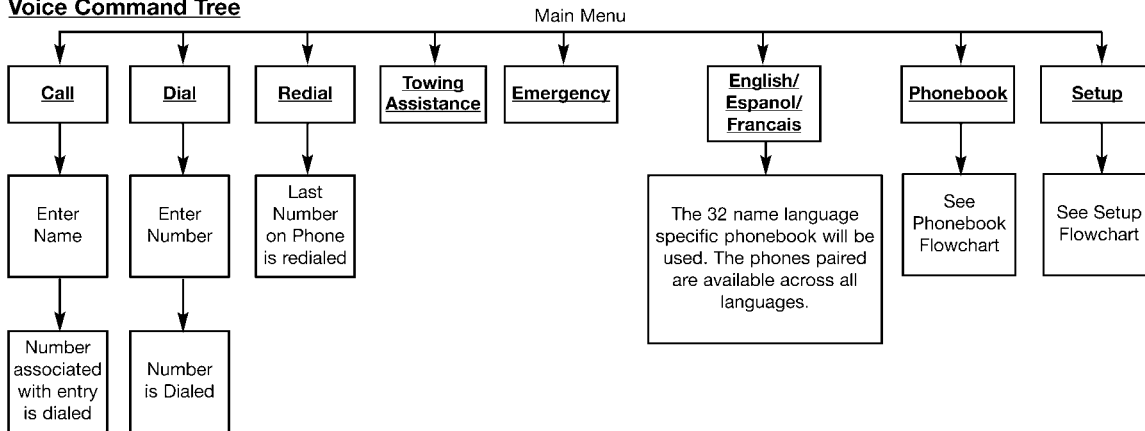 Voice Command Tree
Main Menu
Call
Dial
Redial
Towing
Assistance
Emergency
English/
Espanol/
Francais
Phonebook
Setup
Enter
Name
Enter
Number
Last
Number
on Phone
is redialed
The 32 name language
specific phonebook will be
used. The phones paired
are available across all
languages.
See
Phonebook
Flowchart
See Setup
Flowchart
Number
associated
with entry
is dialed
Number
is Dialed